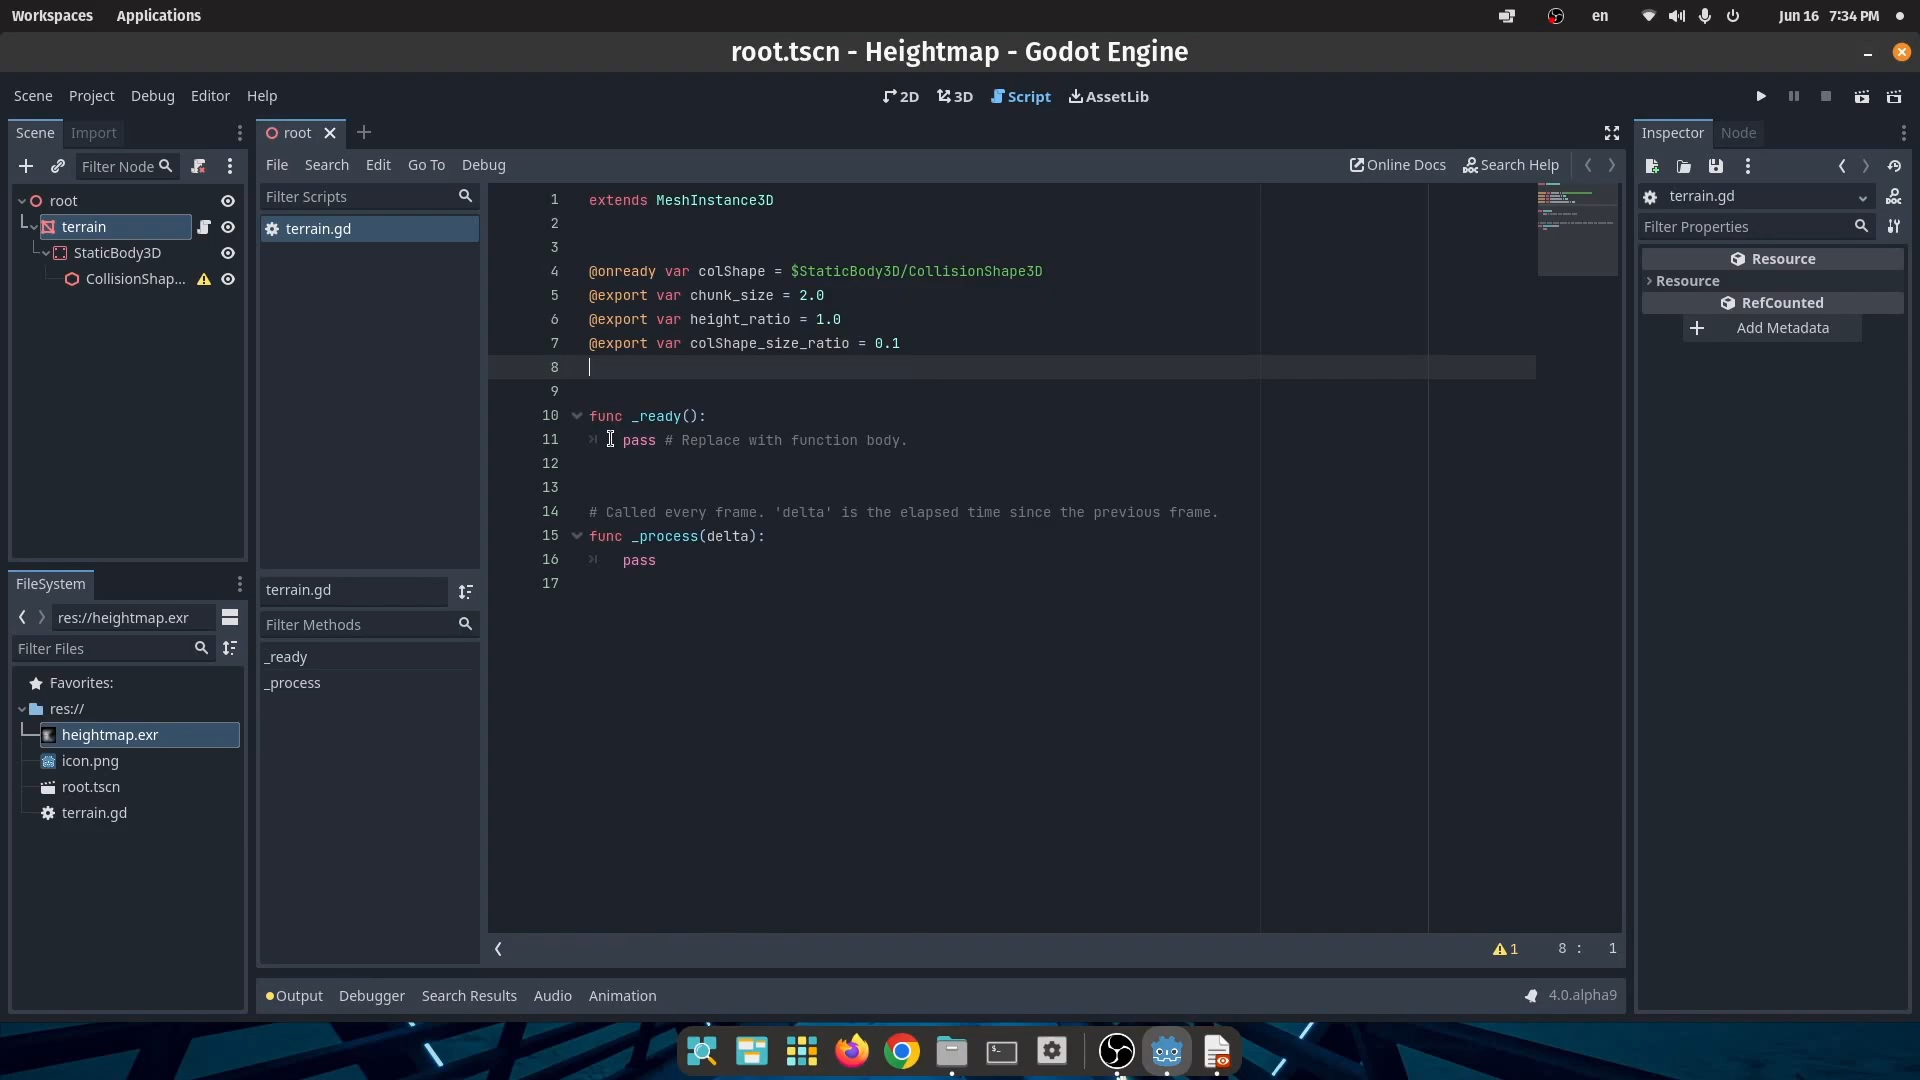 Workspaces Applications en Jun 16 7:34 PM
root.tscn - Heightmap - Godot Engine
Scene Project Debug Editor Help 2D 3D Script AssetLib
Scene Import
Filter Node
root
terrain
StaticBody3D
CollisionShap...
FileSystem
res://heightmap.exr
Filter Files
Favorites:
res://
heightmap.exr
icon.png
root.tscn
terrain.gd
root
File Search Edit Go To Debug Online Docs Search Help
Filter Scripts
terrain.gd
terrain.gd
Filter Methods
_ready
_process
1 extends MeshInstance3D
2
3
4 @onready var colShape = $StaticBody3D/CollisionShape3D
5 @export var chunk_size = 2.0
6 @export var height_ratio = 1.0
7 @export var colShape_size_ratio = 0.1
8
9
10 func _ready():
11 pass # Replace with function body.
12
13
14 # Called every frame. 'delta' is the elapsed time since the previous frame.
15 func _process(delta):
16 pass
17
1 8 : 1
Output Debugger Search Results Audio Animation 4.0.alpha9
Inspector Node
terrain.gd
Filter Properties
Resource
Resource
RefCounted
Add Metadata